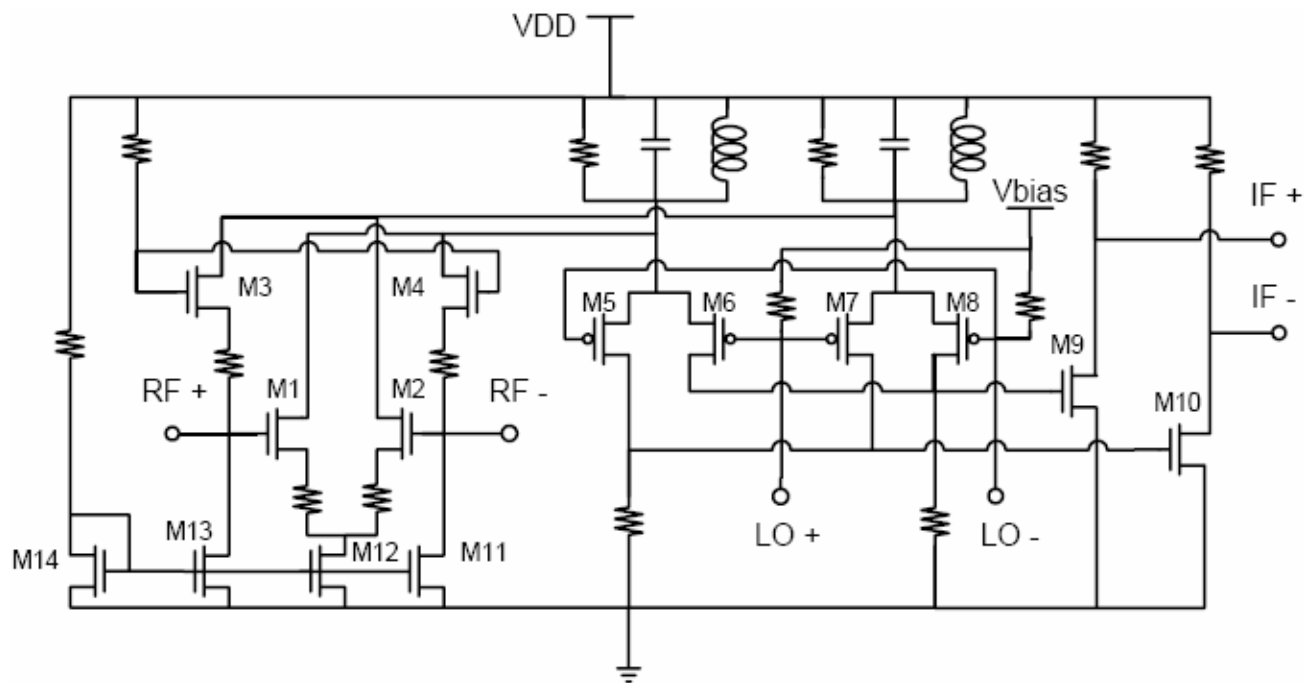 VDD
Vbias
IF +
IF -
M3
M4
M5
M6
M7
M8
M9
M10
RF +
M1
M2
RF -
LO +
LO -
M14
M13
M12
M11